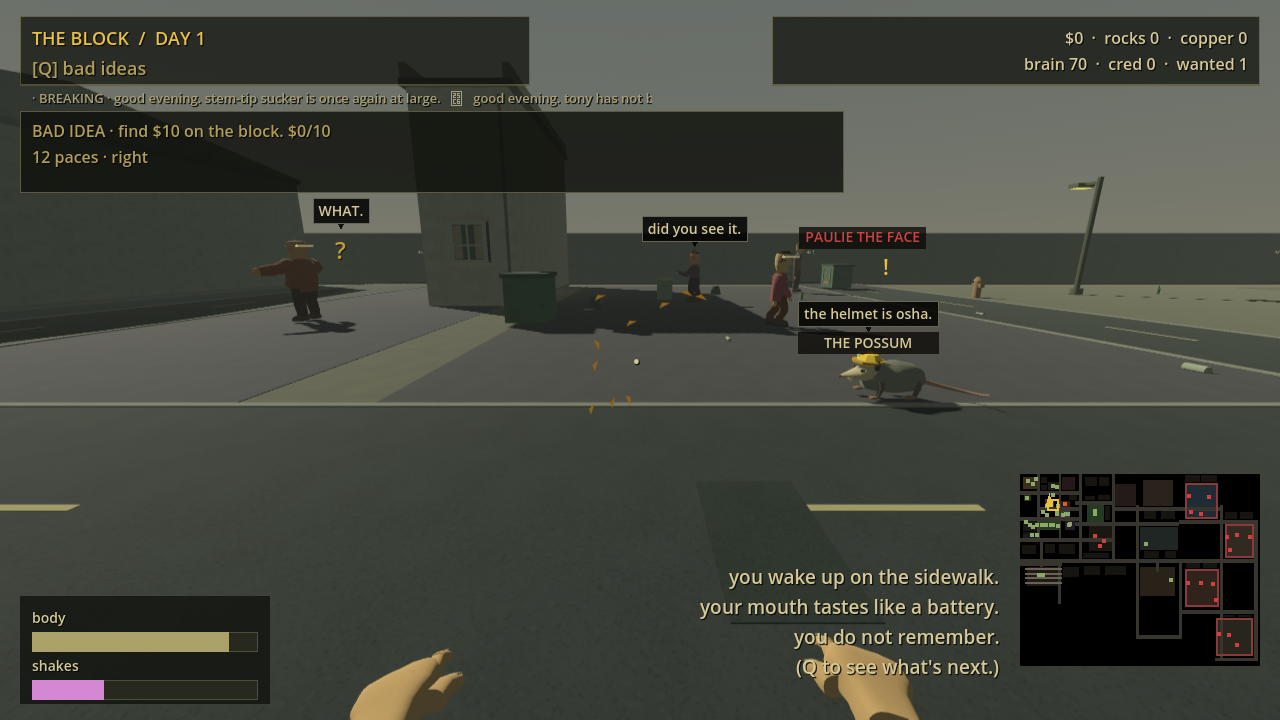 THE BLOCK / DAY 1
[Q] bad ideas
$0 · rocks 0 · copper 0
brain 70 · cred 0 · wanted 1
· BREAKING · good evening. stem-tip sucker is once again at large. good evening. tony has not
BAD IDEA · find $10 on the block. $0/10
12 paces · right
WHAT.
?
did you see it.
PAULIE THE FACE
!
the helmet is osha.
THE POSSUM
you wake up on the sidewalk.
your mouth tastes like a battery.
you do not remember.
(Q to see what's next.)
body
shakes